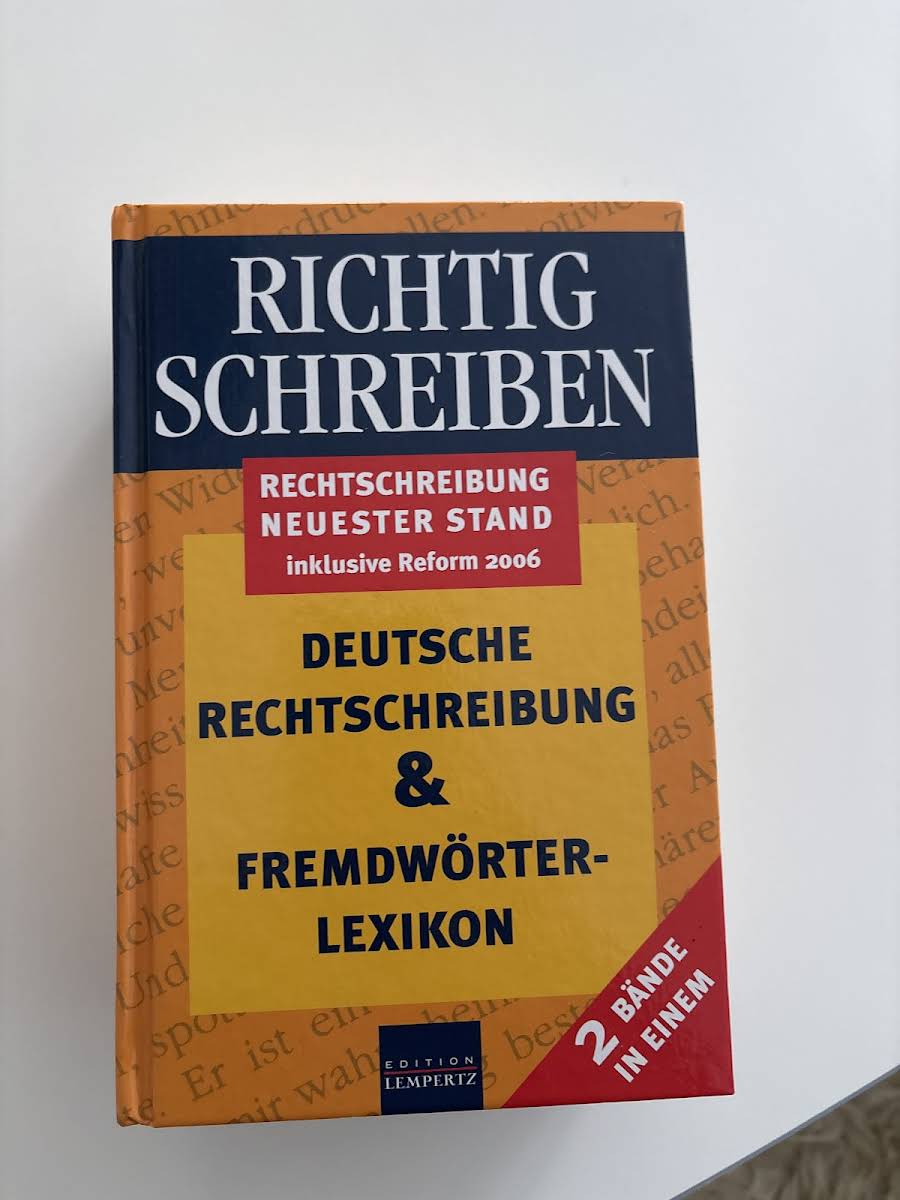 RICHTIG
SCHREIBEN
RECHTSCHREIBUNG
NEUESTER STAND
inklusive Reform 2006
DEUTSCHE
RECHTSCHREIBUNG
&
FREMDWÖRTER-
LEXIKON
2 BÄNDE
IN EINEM
EDITION
LEMPERTZ